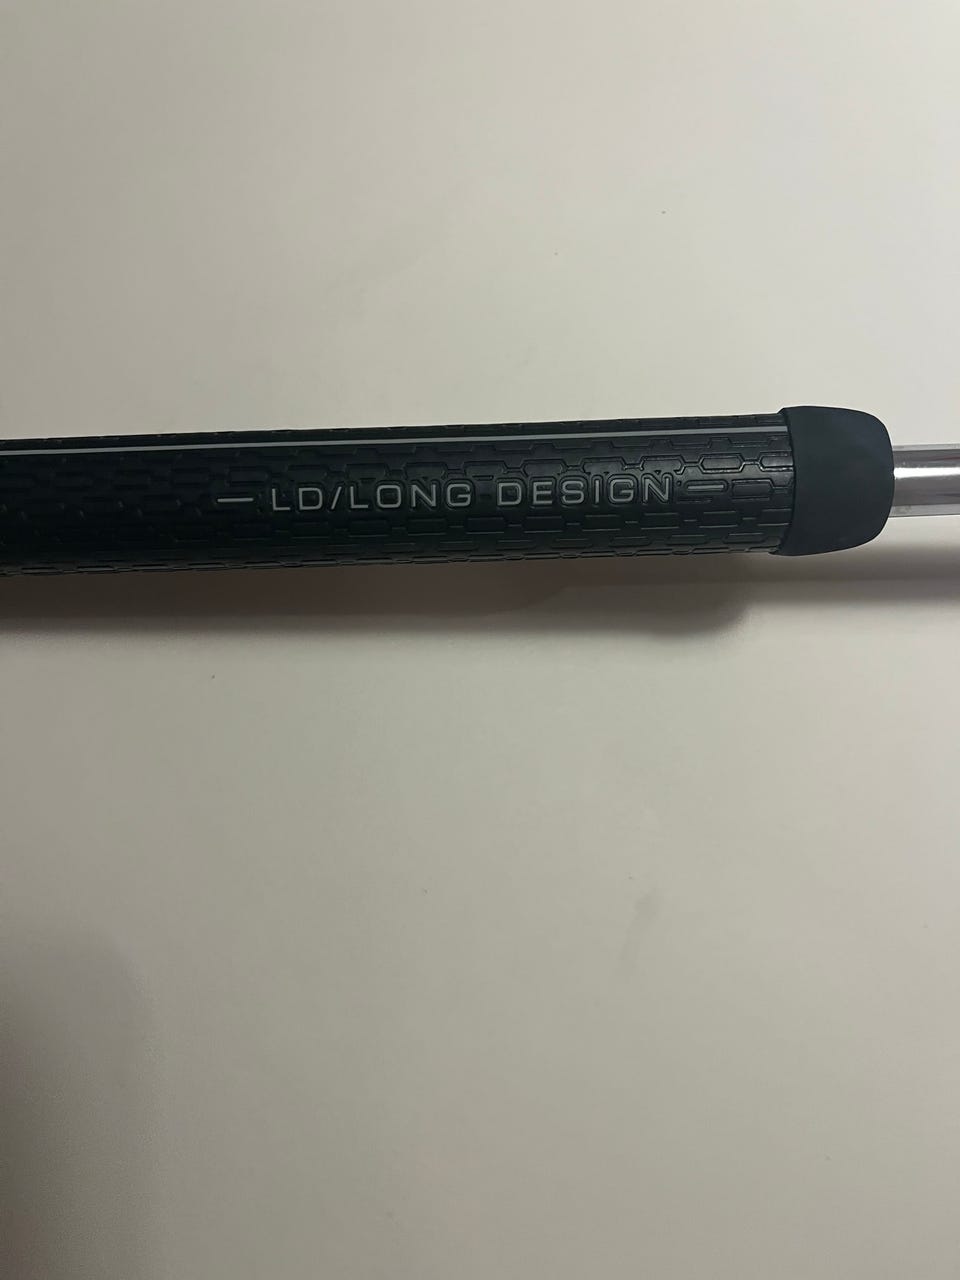 — LD/LONG DESIGN —